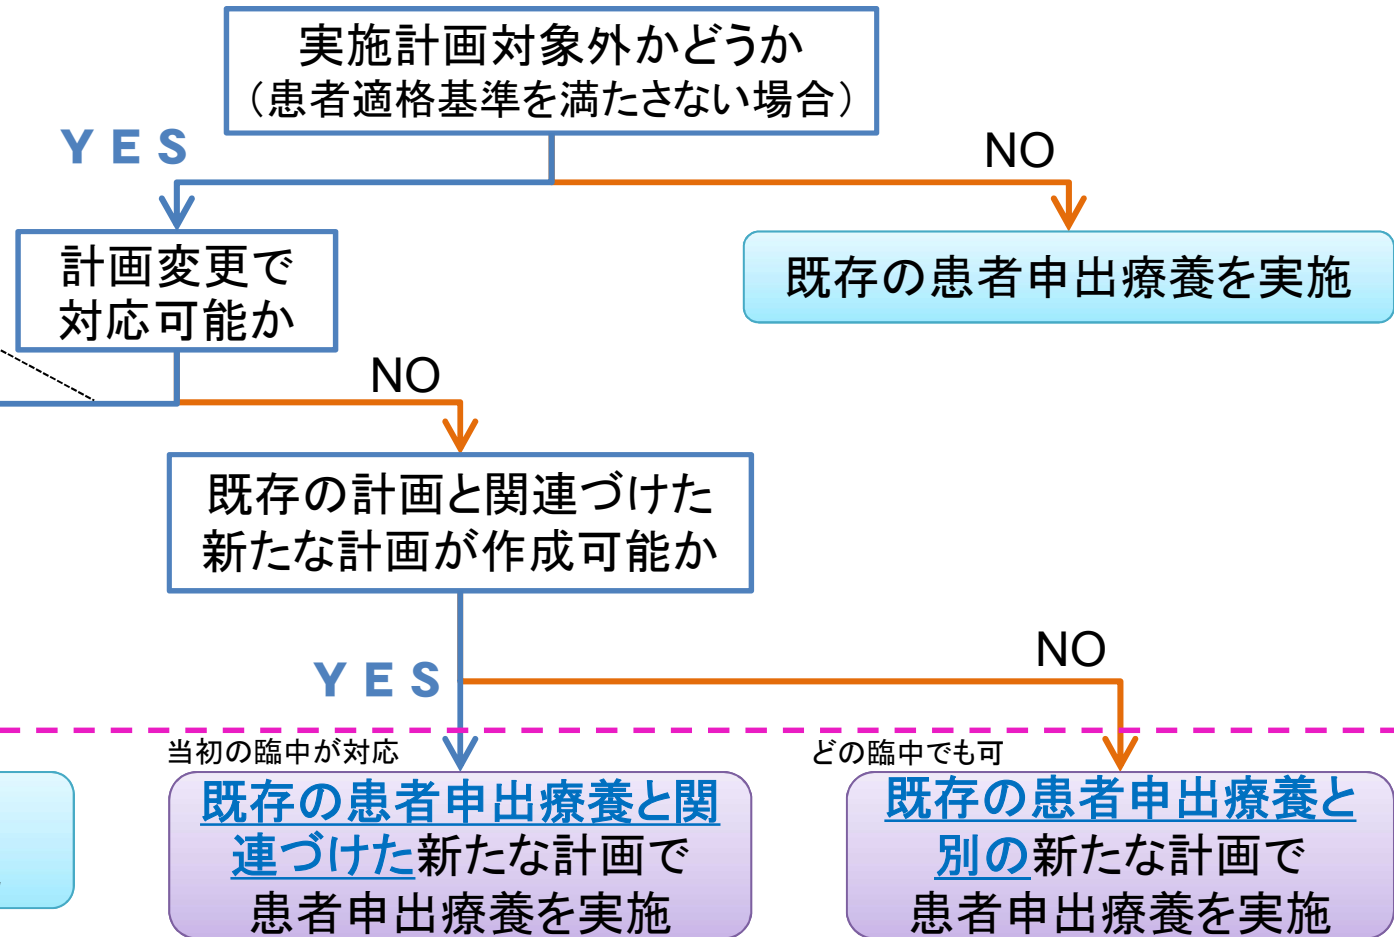 実施計画対象外かどうか
（患者適格基準を満たさない場合）
ＹＥＳ
NO
計画変更で
対応可能か
既存の患者申出療養を実施
NO
既存の計画と関連づけた
新たな計画が作成可能か
ＹＥＳ
NO
当初の臨中が対応
どの臨中でも可
既存の患者申出療養と関
連づけた新たな計画で
患者申出療養を実施
既存の患者申出療養と
別の新たな計画で
患者申出療養を実施